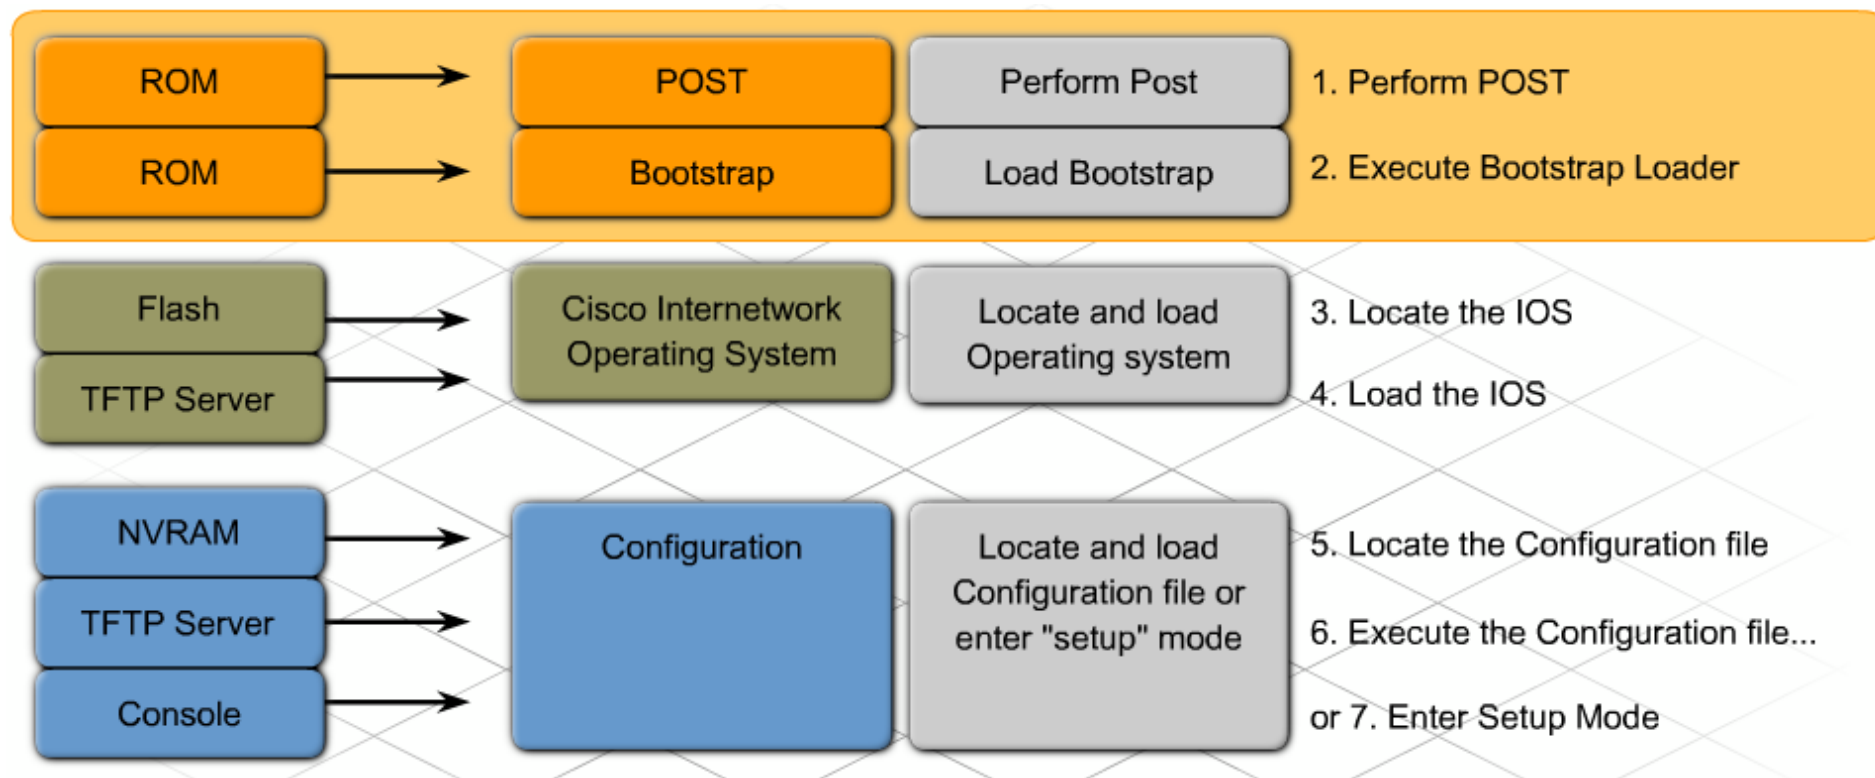 ROM
POST
Perform Post
1. Perform POST
ROM
Bootstrap
Load Bootstrap
2. Execute Bootstrap Loader
Flash
TFTP Server
Cisco Internetwork
Operating System
Locate and load
Operating system
3. Locate the IOS
4. Load the IOS
NVRAM
TFTP Server
Console
Configuration
Locate and load
Configuration file or
enter "setup" mode
5. Locate the Configuration file
6. Execute the Configuration file...
or 7. Enter Setup Mode